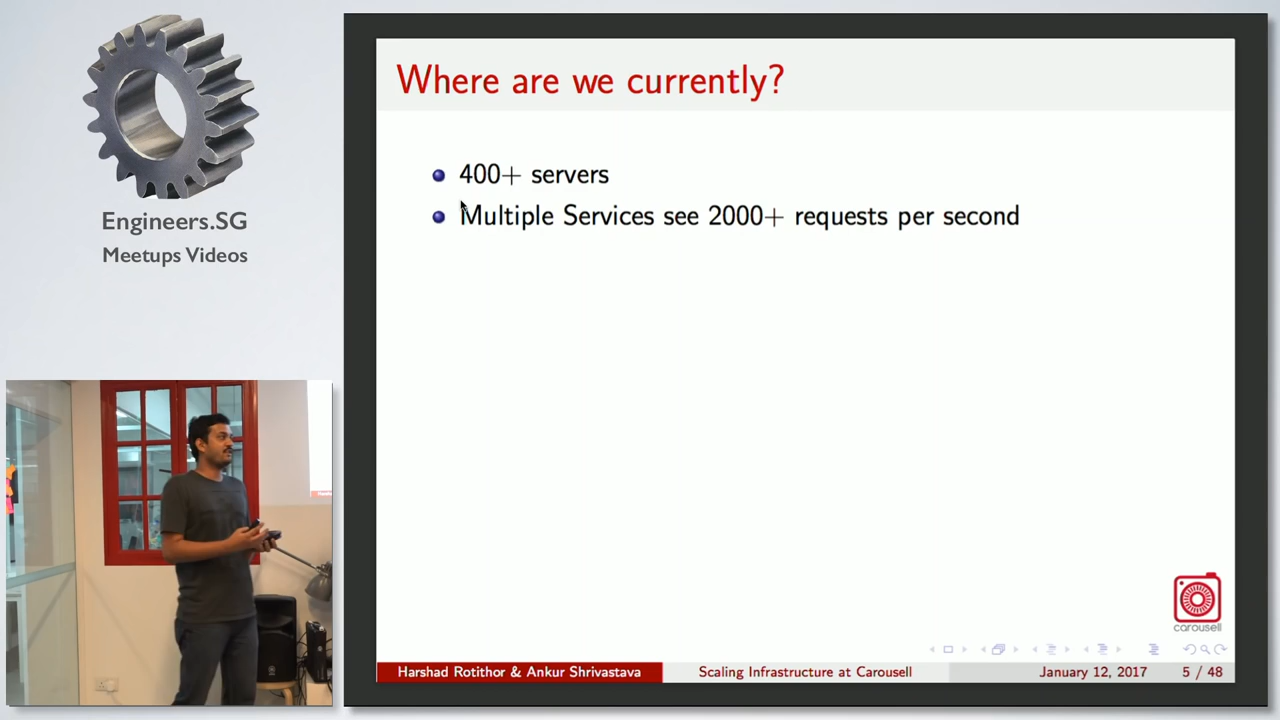 Engineers.SG
Meetups Videos
Where are we currently?
400+ servers
Multiple Services see 2000+ requests per second
carousell
Harshad Rotithor & Ankur Shrivastava
Scaling Infrastructure at Carousell
January 12, 2017
5 / 48